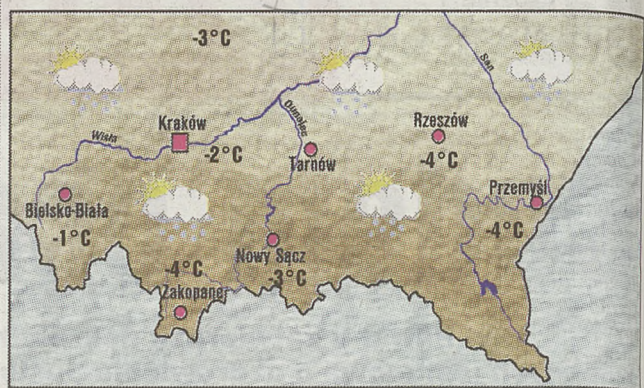 -3°C
San
Dunajec
Kraków
Rzeszów
Wisła
-2°C
Tarnów
-4°C
Przemyśl
Bielsko-Biała
-4°C
-1°C
Nowy Sącz
-4°C
-3°C
Zakopane